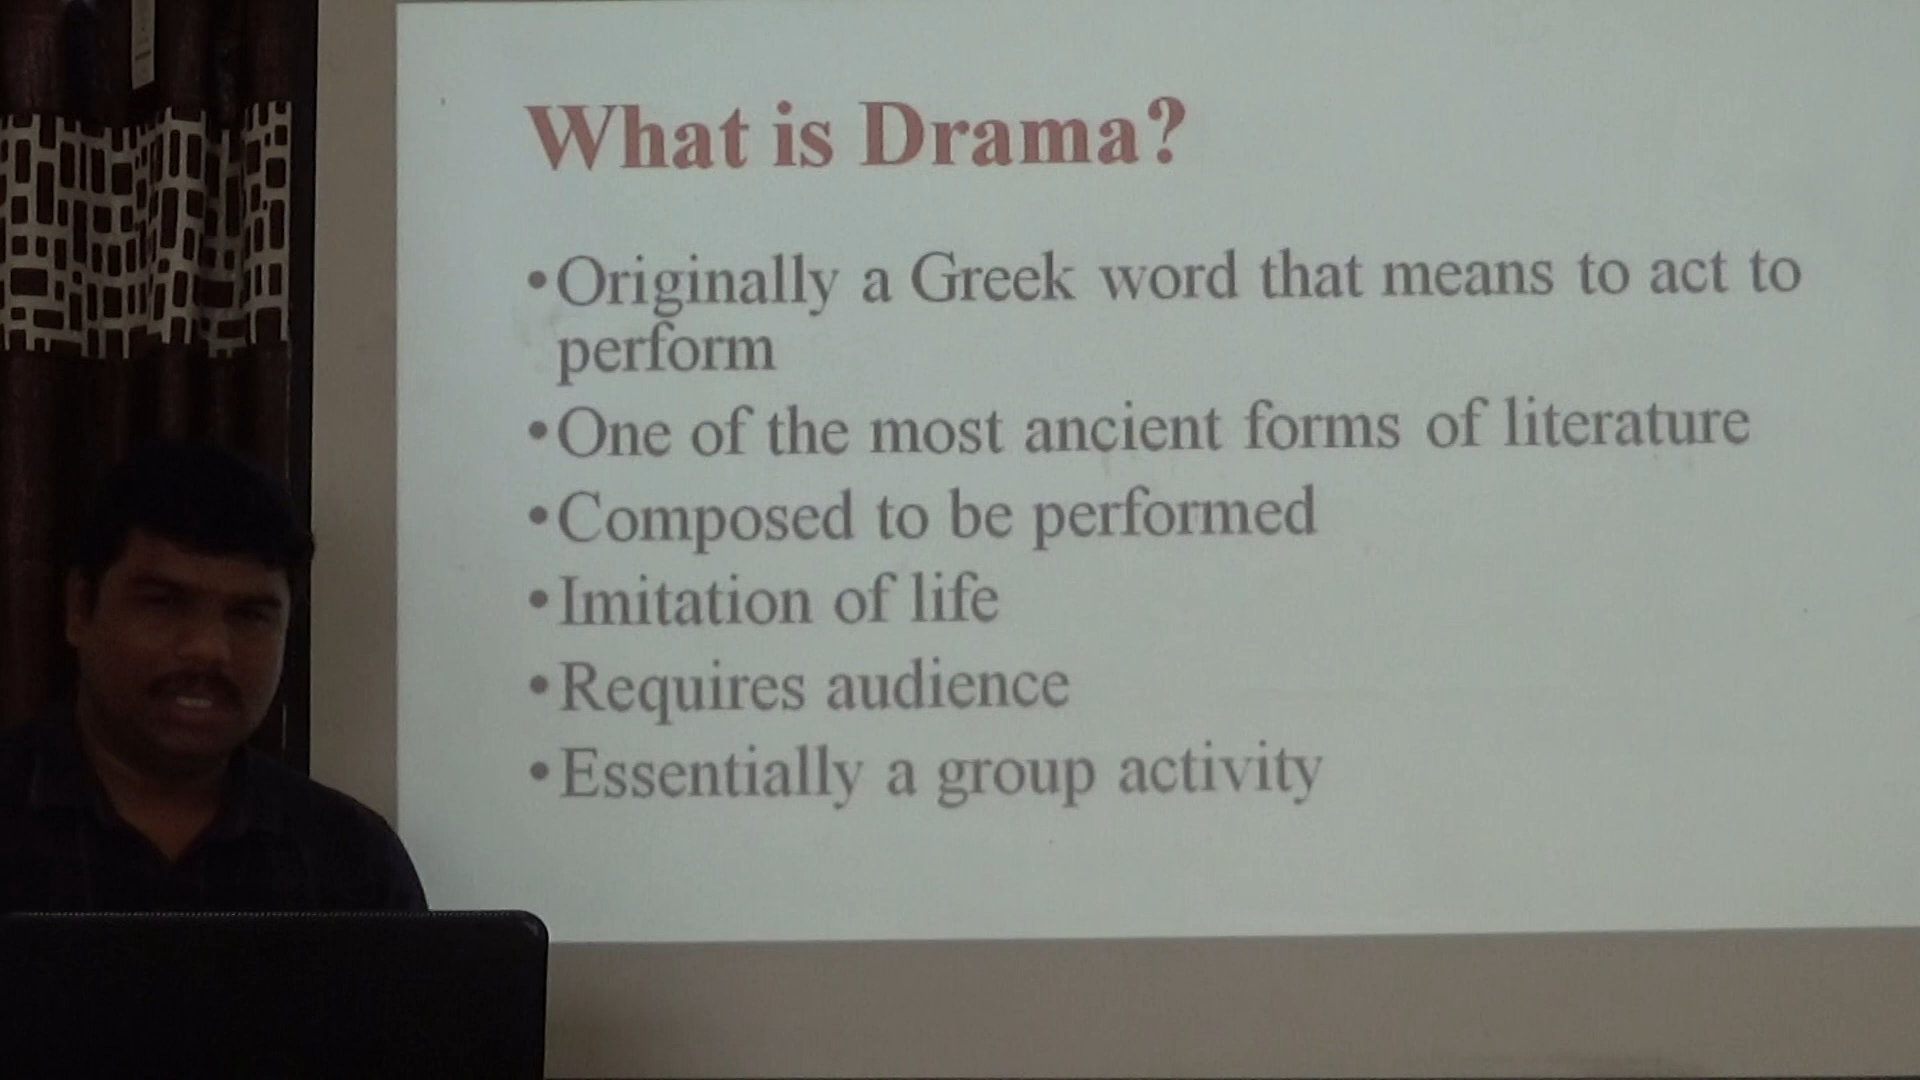 What is Drama?
•Originally a Greek word that means to act to
perform
•One of the most ancient forms of literature
•Composed to be performed
•Imitation of life
•Requires audience
•Essentially a group activity